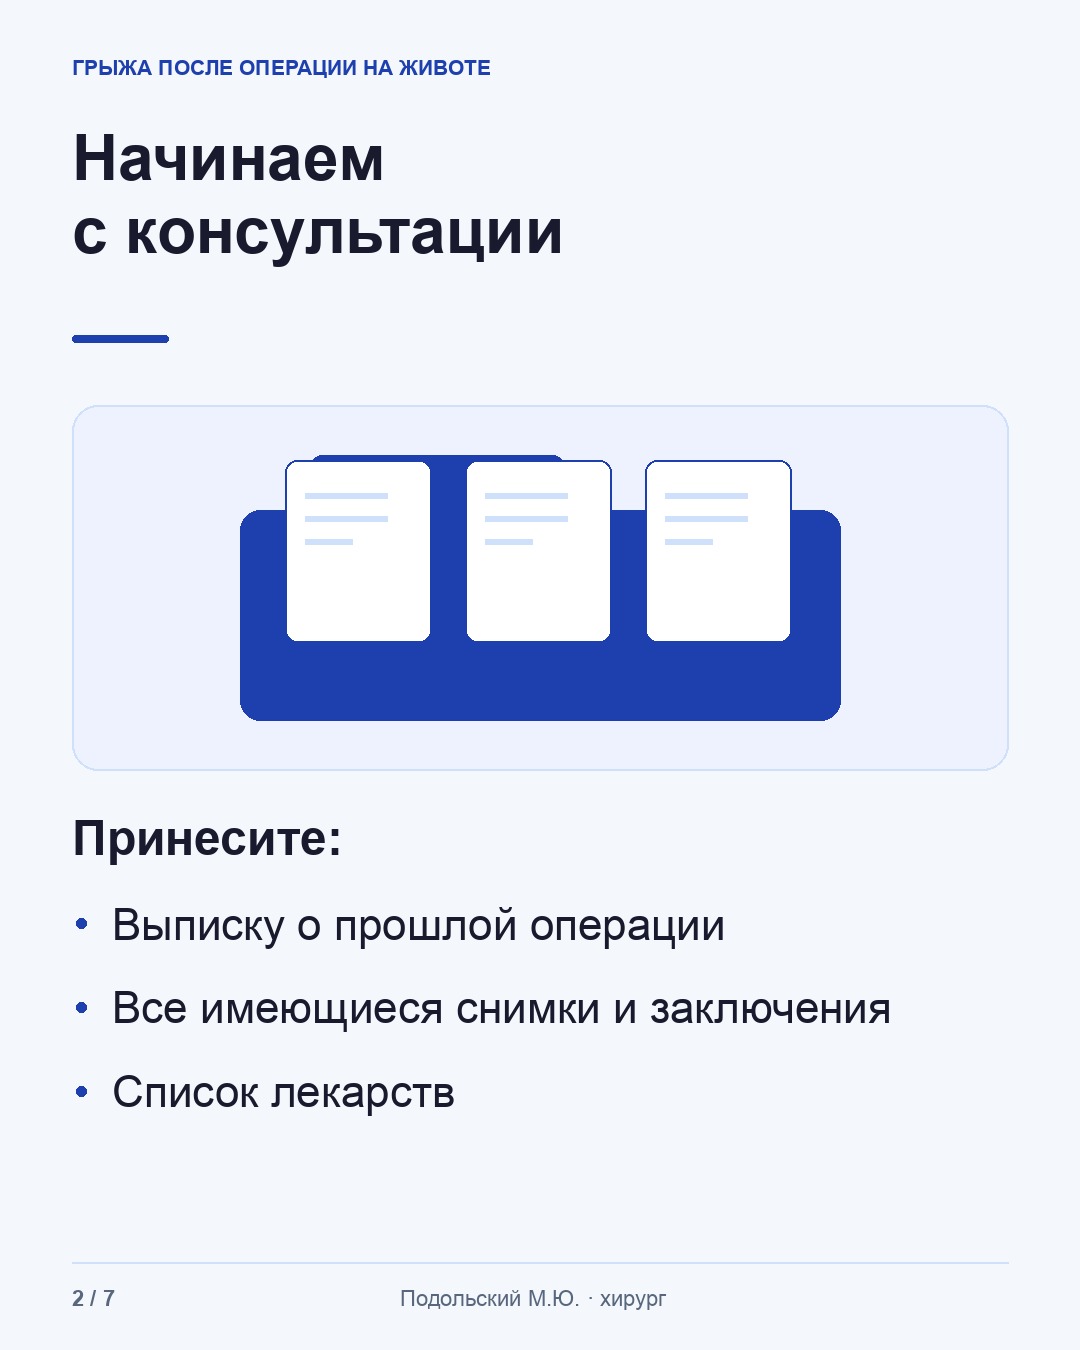 ГРЫЖА ПОСЛЕ ОПЕРАЦИИ НА ЖИВОТЕ
Начинаем
с консультации
Принесите:
• Выписку о прошлой операции
• Все имеющиеся снимки и заключения
• Список лекарств
2 / 7
Подольский М.Ю. · хирург